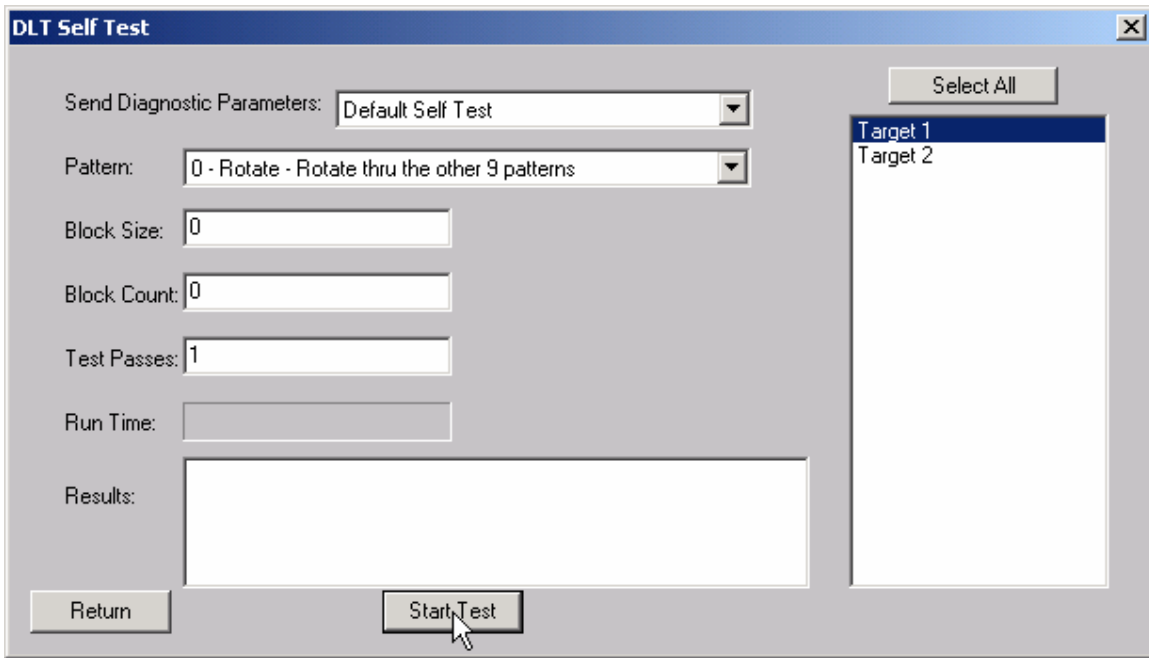 DLT Self Test
Send Diagnostic Parameters: Default Self Test
Select All
Pattern: 0 - Rotate - Rotate thru the other 9 patterns
Target 1
Target 2
Block Size: 0
Block Count: 0
Test Passes: 1
Run Time:
Results:
Return
Start Test